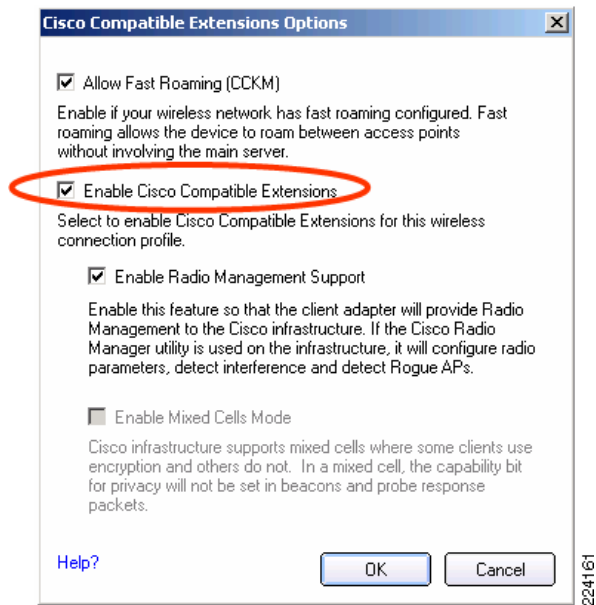 Cisco Compatible Extensions Options
Allow Fast Roaming (CCKM)
Enable if your wireless network has fast roaming configured. Fast
roaming allows the device to roam between access points
without involving the main server.
Enable Cisco Compatible Extensions
Select to enable Cisco Compatible Extensions for this wireless
connection profile.
Enable Radio Management Support
Enable this feature so that the client adapter will provide Radio
Management to the Cisco infrastructure. If the Cisco Radio
Manager utility is used on the infrastructure, it will configure radio
parameters, detect interference and detect Rogue APs.
Enable Mixed Cells Mode
Cisco infrastructure supports mixed cells where some clients use
encryption and others do not. In a mixed cell, the capability bit
for privacy will not be set in beacons and probe response
packets.
Help?
OK
Cancel
224161